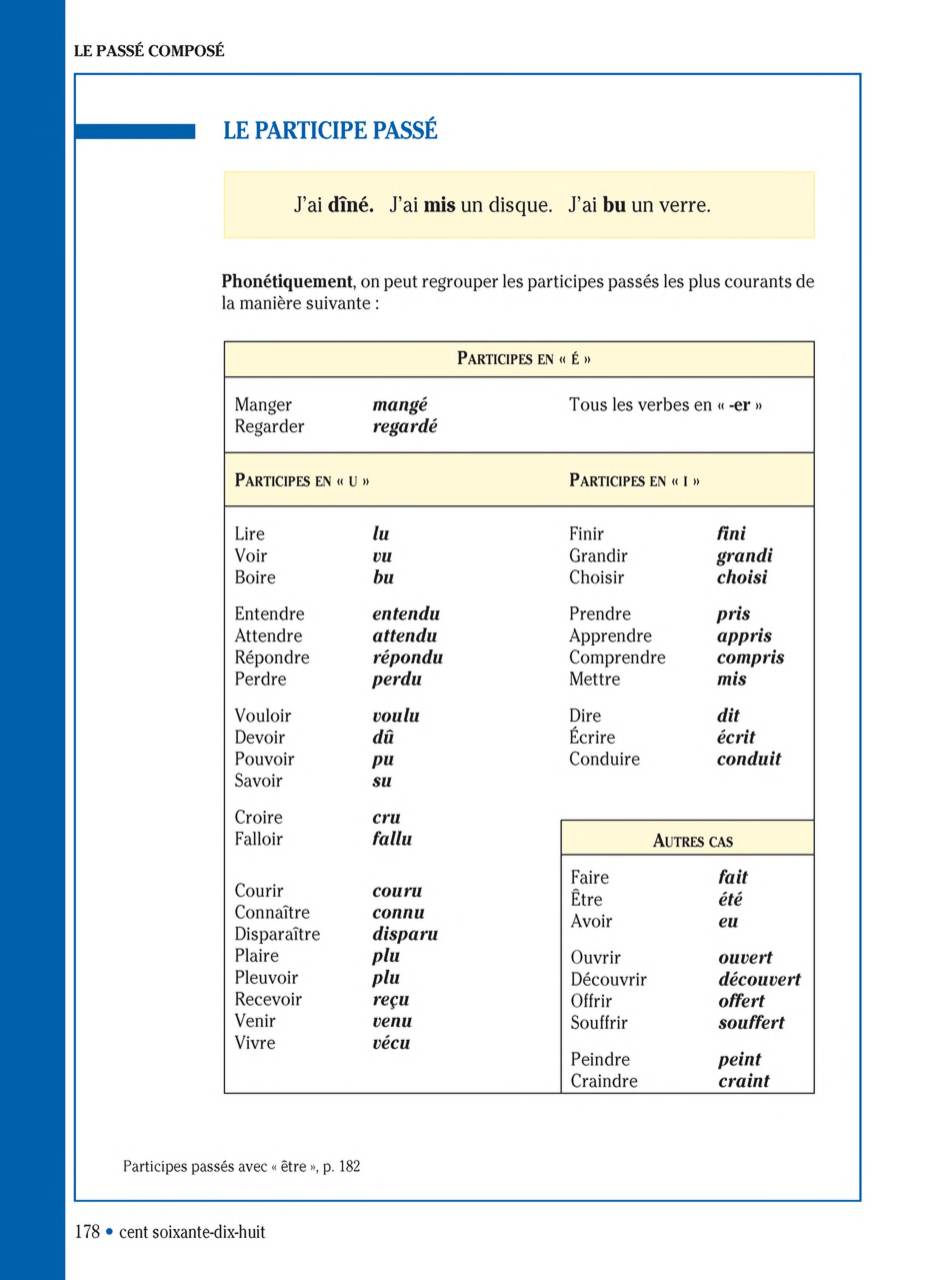 LE PASSÉ COMPOSÉ
LE PARTICIPE PASSÉ
J'ai dîné. J'ai mis un disque. J'ai bu un verre.
Phonétiquement, on peut regrouper les participes passés les plus courants de
la manière suivante :
PARTICIPES EN « É »
Manger mangé Tous les verbes en « -er »
Regarder regardé
PARTICIPES EN « U »
Lire lu
Voir vu
Boire bu
Entendre entendu
Attendre attendu
Répondre répondu
Perdre perdu
Vouloir voulu
Devoir dû
Pouvoir pu
Savoir su
Croire cru
Falloir fallu
Courir couru
Connaître connu
Disparaître disparu
Plaire plu
Pleuvoir plu
Recevoir reçu
Venir venu
Vivre vécu
PARTICIPES EN « I »
Finir fini
Grandir grandi
Choisir choisi
Prendre pris
Apprendre appris
Comprendre compris
Mettre mis
Dire dit
Écrire écrit
Conduire conduit
AUTRES CAS
Faire fait
Être été
Avoir eu
Ouvrir ouvert
Découvrir découvert
Offrir offert
Souffrir souffert
Peindre peint
Craindre craint
Participes passés avec « être », p. 182
178 • cent soixante-dix-huit